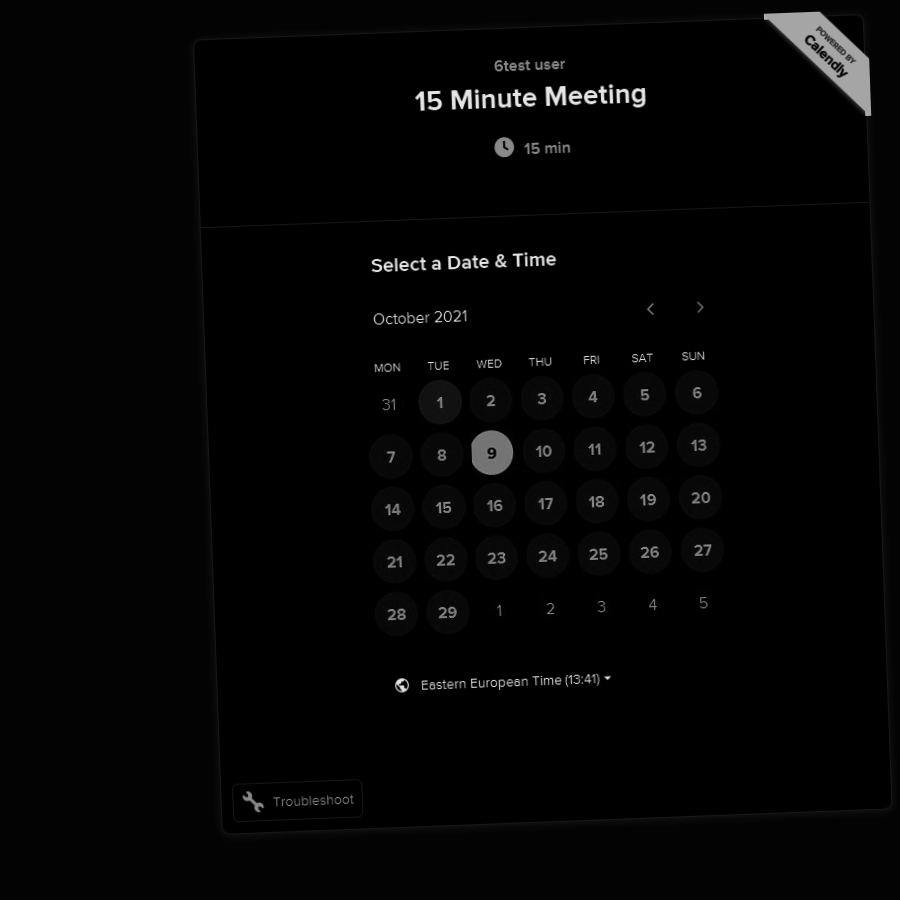 POWERED BY
Calendly
6test user
15 Minute Meeting
15 min
Select a Date & Time
October 2021
MON TUE WED THU FRI SAT SUN
31 1 2 3 4 5 6
7 8 9 10 11 12 13
14 15 16 17 18 19 20
21 22 23 24 25 26 27
28 29 1 2 3 4 5
Eastern European Time (13:41)
Troubleshoot